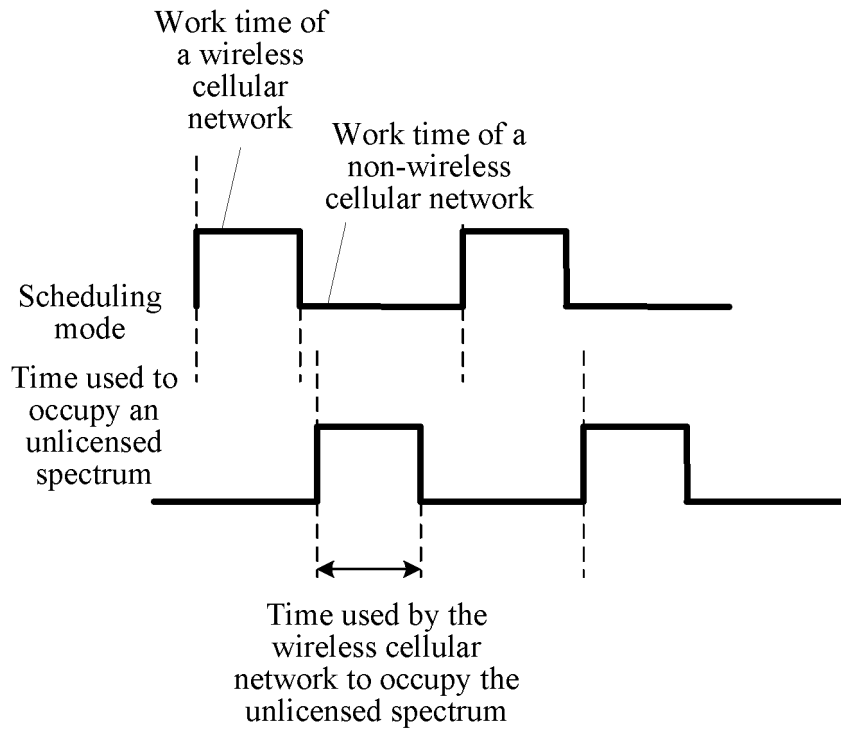 Work time of
a wireless
cellular
network
Work time of a
non-wireless
cellular network
Scheduling
mode
Time used to
occupy an
unlicensed
spectrum
Time used by the
wireless cellular
network to occupy the
unlicensed spectrum